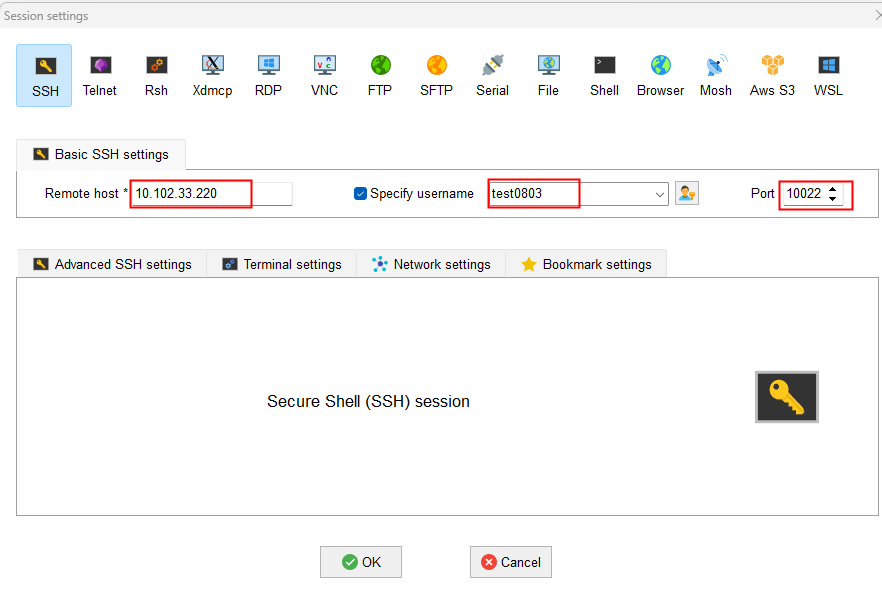 Session settings
SSH Telnet Rsh Xdmcp RDP VNC FTP SFTP Serial File Shell Browser Mosh Aws S3 WSL
Basic SSH settings
Remote host * 10.102.33.220 Specify username test0803 Port 10022
Advanced SSH settings Terminal settings Network settings Bookmark settings
Secure Shell (SSH) session
OK Cancel